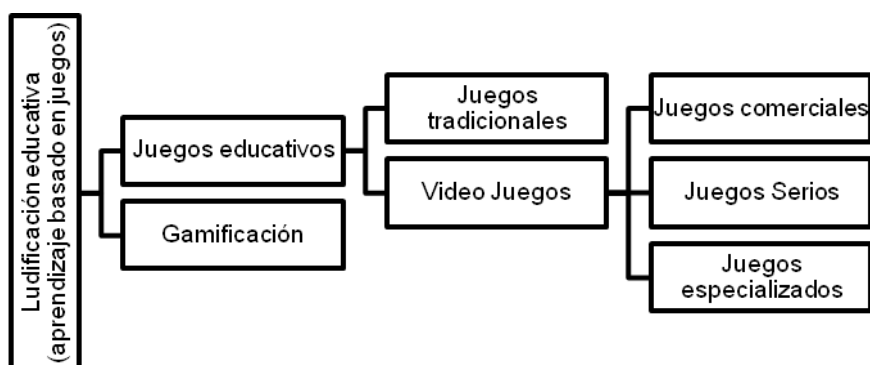 Ludificación educativa
(aprendizaje basado en juegos)
Juegos educativos
Gamificación
Juegos
tradicionales
Video Juegos
Juegos comerciales
Juegos Serios
Juegos
especializados